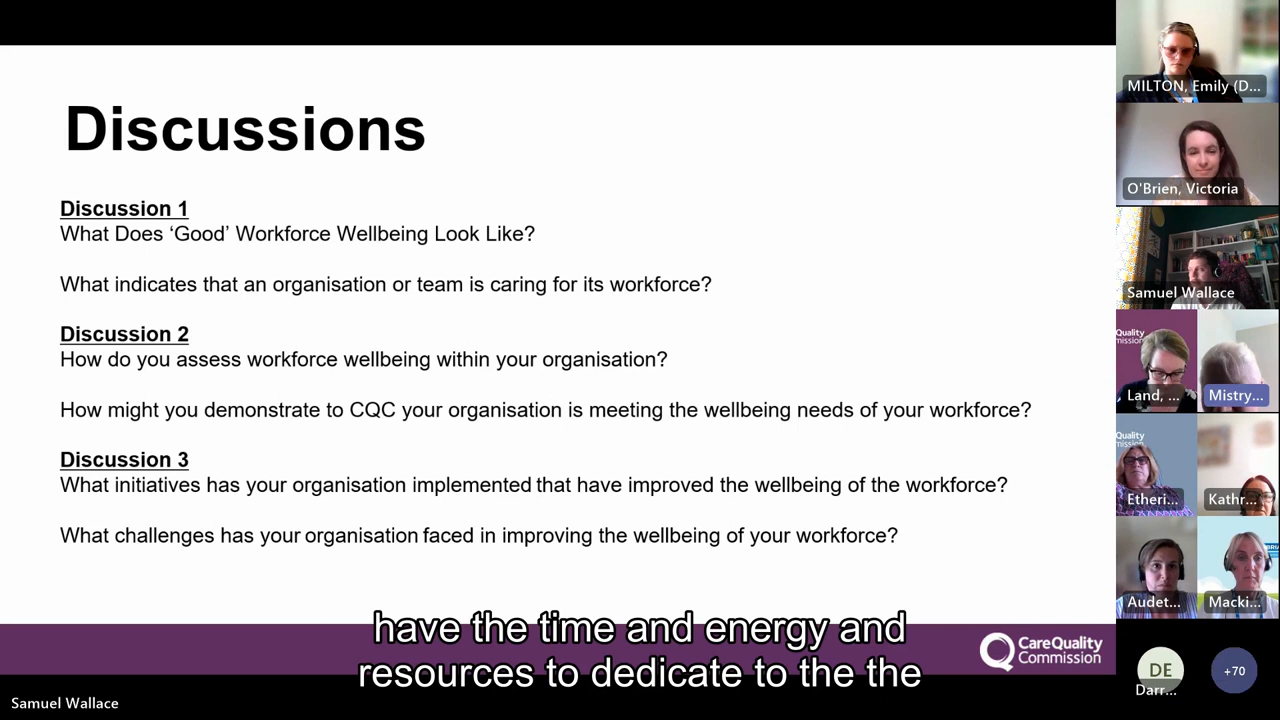 Discussions
Discussion 1
What Does ‘Good’ Workforce Wellbeing Look Like?
What indicates that an organisation or team is caring for its workforce?
Discussion 2
How do you assess workforce wellbeing within your organisation?
How might you demonstrate to CQC your organisation is meeting the wellbeing needs of your workforce?
Discussion 3
What initiatives has your organisation implemented that have improved the wellbeing of the workforce?
What challenges has your organisation faced in improving the wellbeing of your workforce?
have the time and energy and
resources to dedicate to the the
CareQuality
Commission
Samuel Wallace
MILTON, Emily (D...
O'Brien, Victoria
Samuel Wallace
Quality
Land, ...
Mistry...
Quality
Etheri...
Kathr...
Audet...
Macki...
DE
Darr...
+70